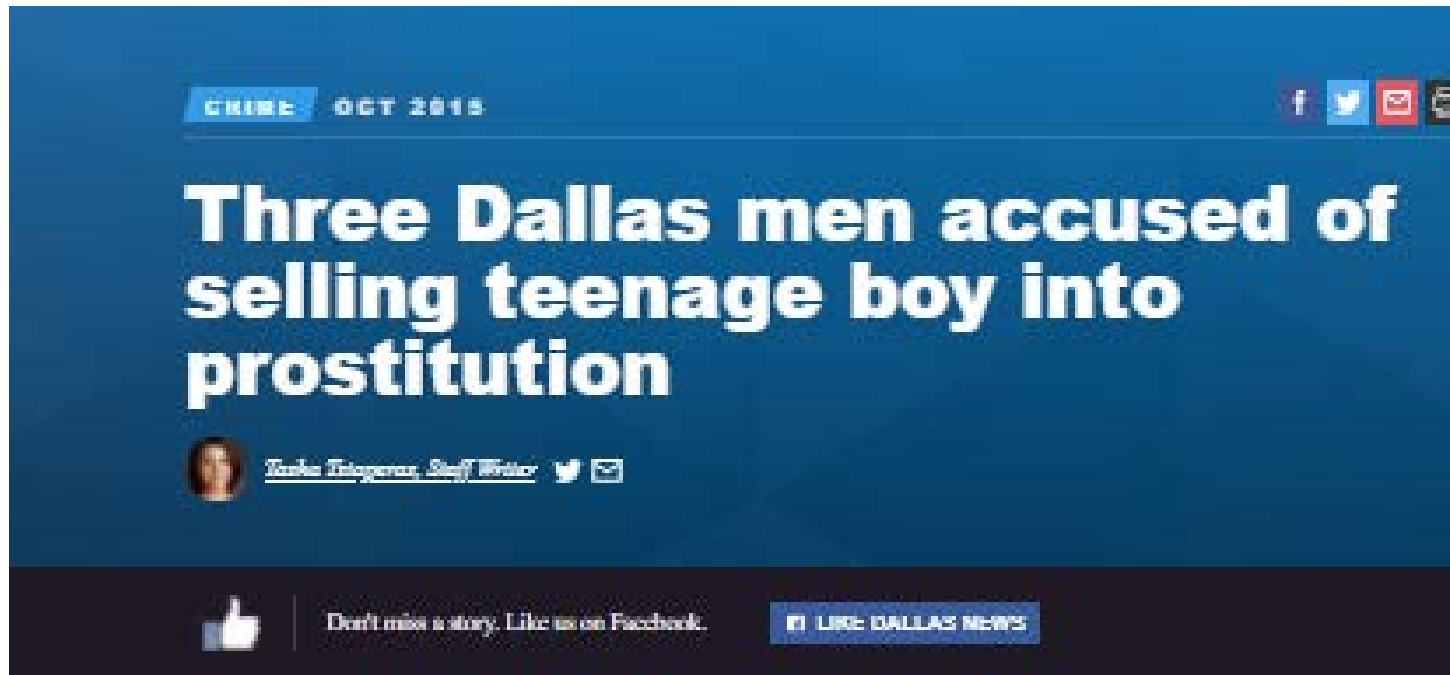 CRIME OCT 2015
Three Dallas men accused of
selling teenage boy into
prostitution
Staff Writer
Don't miss a story. Like us on Facebook.
LIKE DALLAS NEWS